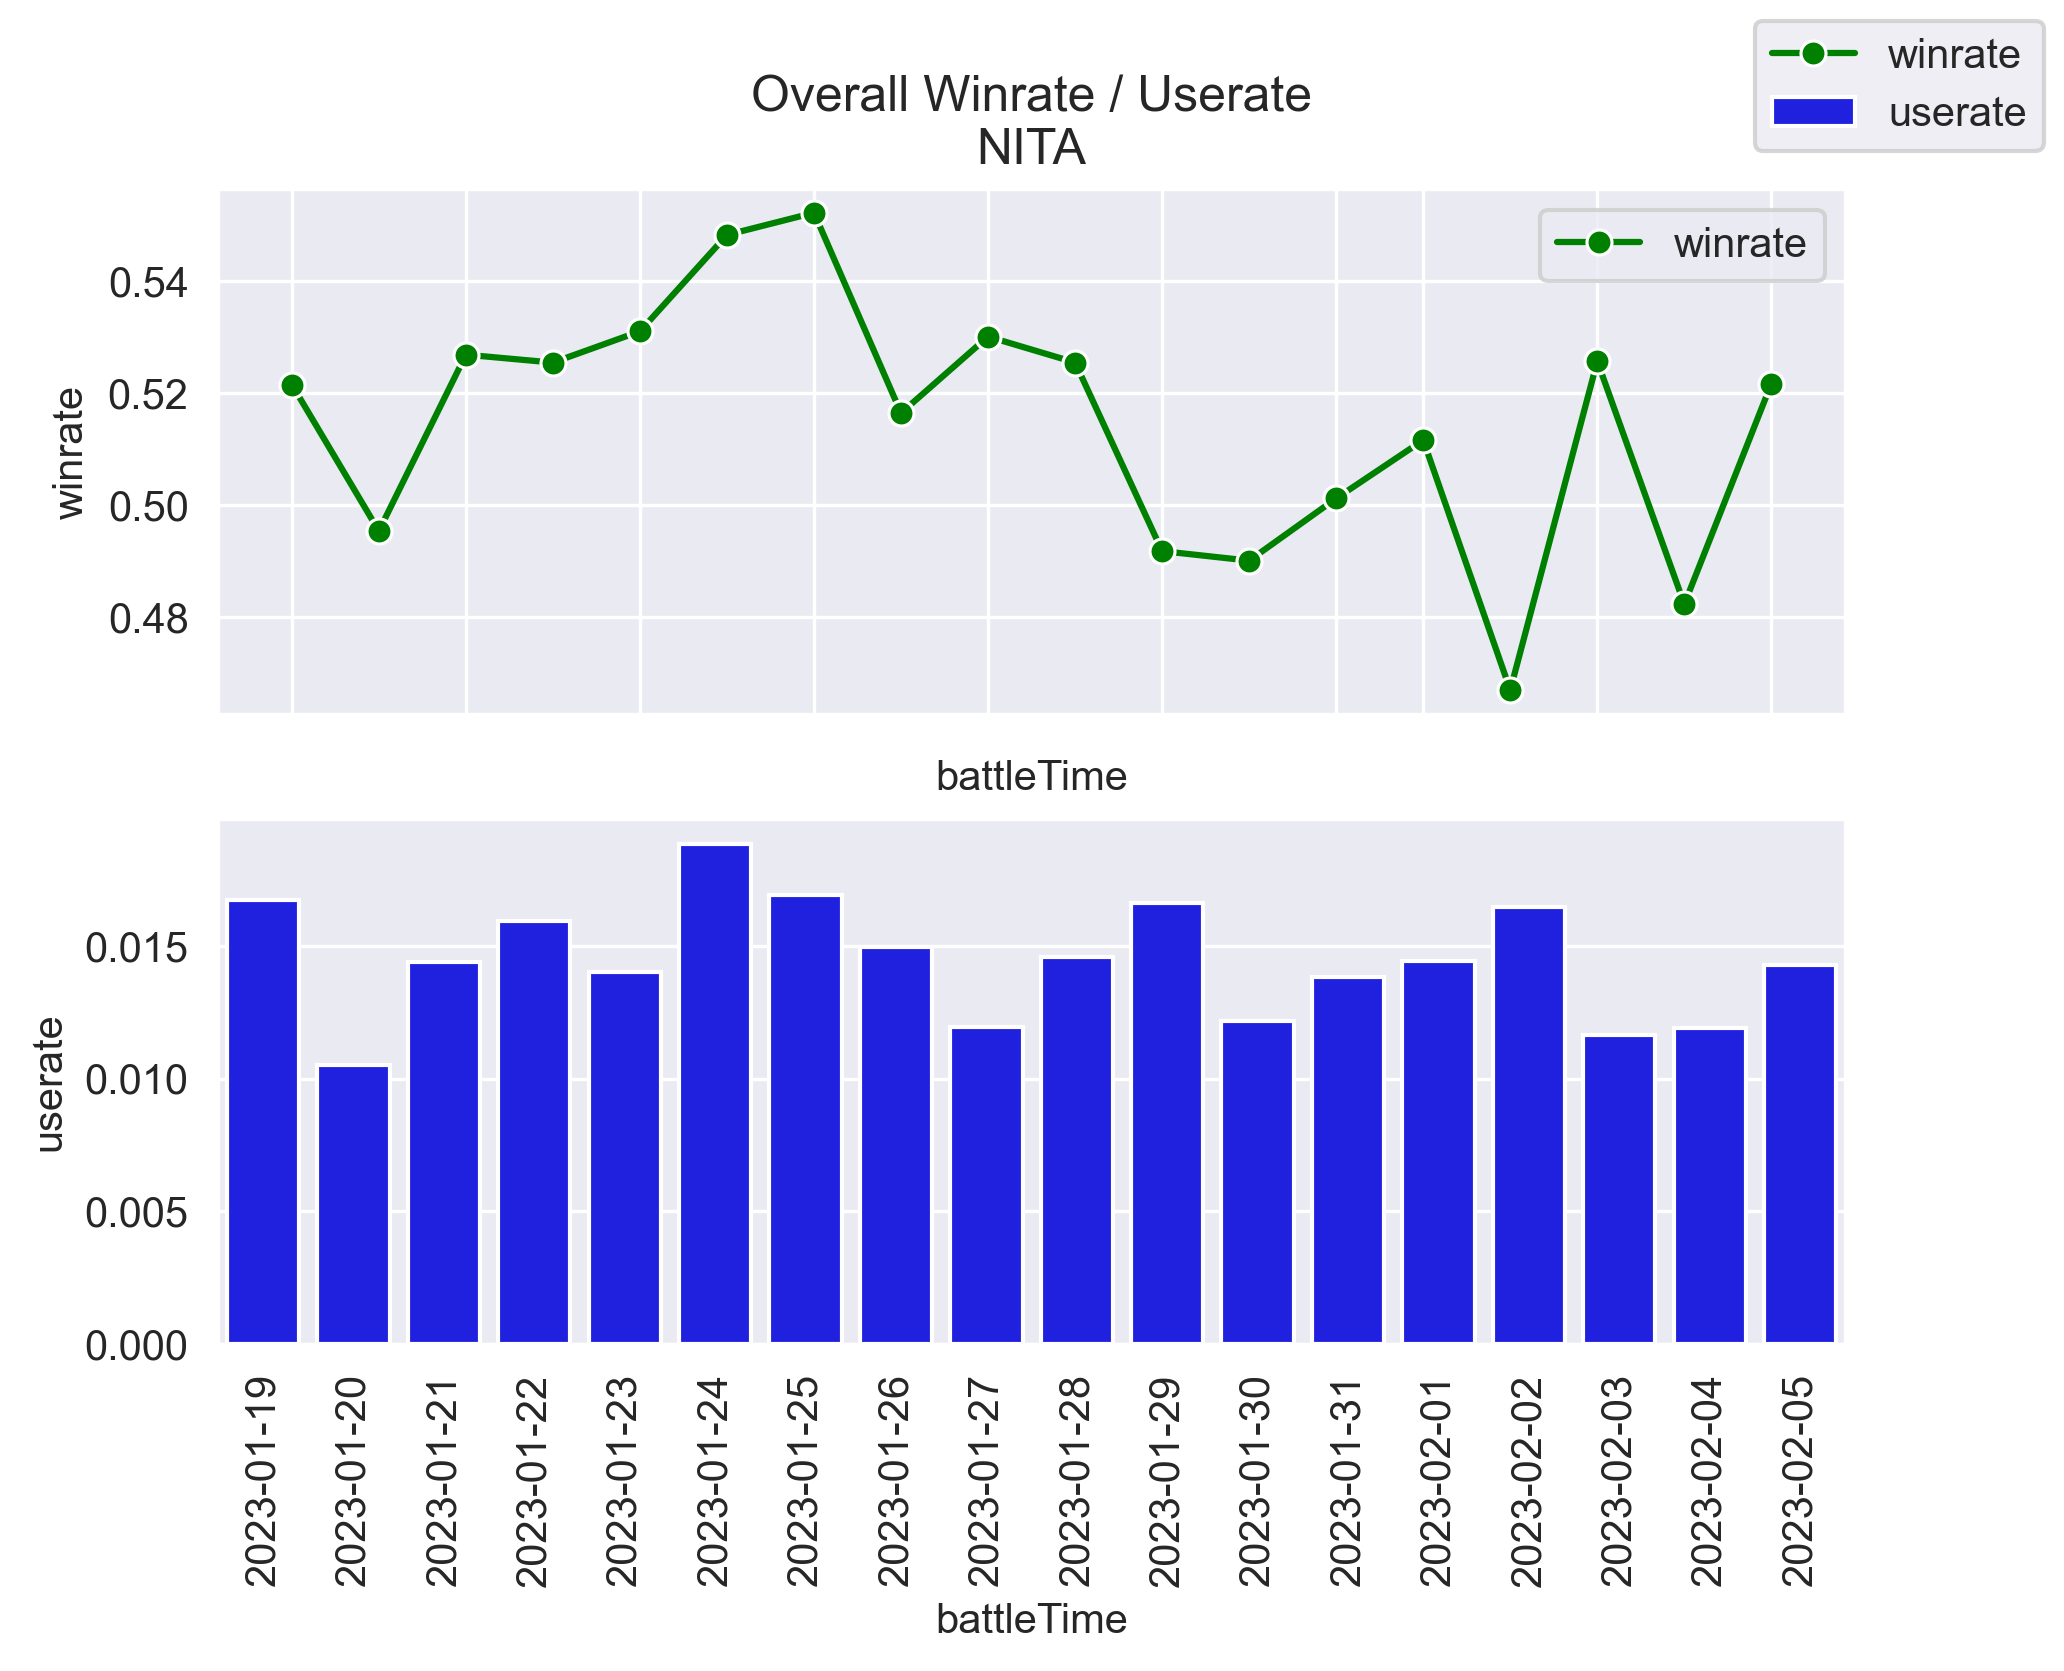 winrate
userate
Overall Winrate / Userate
NITA
winrate
0.54
0.52
0.50
0.48
winrate
battleTime
0.015
0.010
0.005
0.000
userate
2023-01-19
2023-01-20
2023-01-21
2023-01-22
2023-01-23
2023-01-24
2023-01-25
2023-01-26
2023-01-27
2023-01-28
2023-01-29
2023-01-30
2023-01-31
2023-02-01
2023-02-02
2023-02-03
2023-02-04
2023-02-05
battleTime